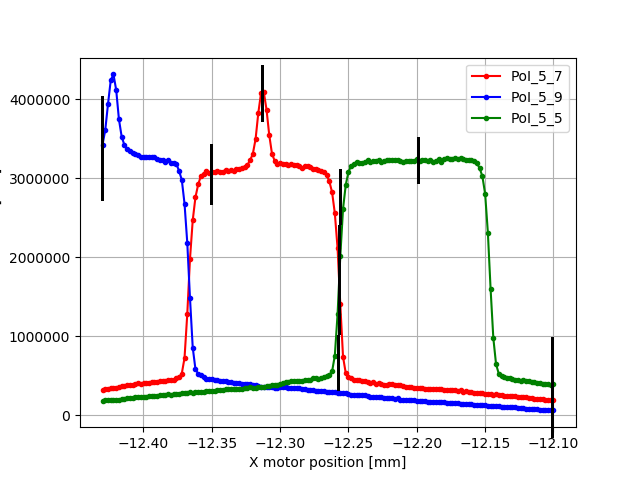 PoI_5_7
PoI_5_9
PoI_5_5
4000000
3000000
2000000
1000000
0
−12.40 −12.35 −12.30 −12.25 −12.20 −12.15 −12.10
X motor position [mm]